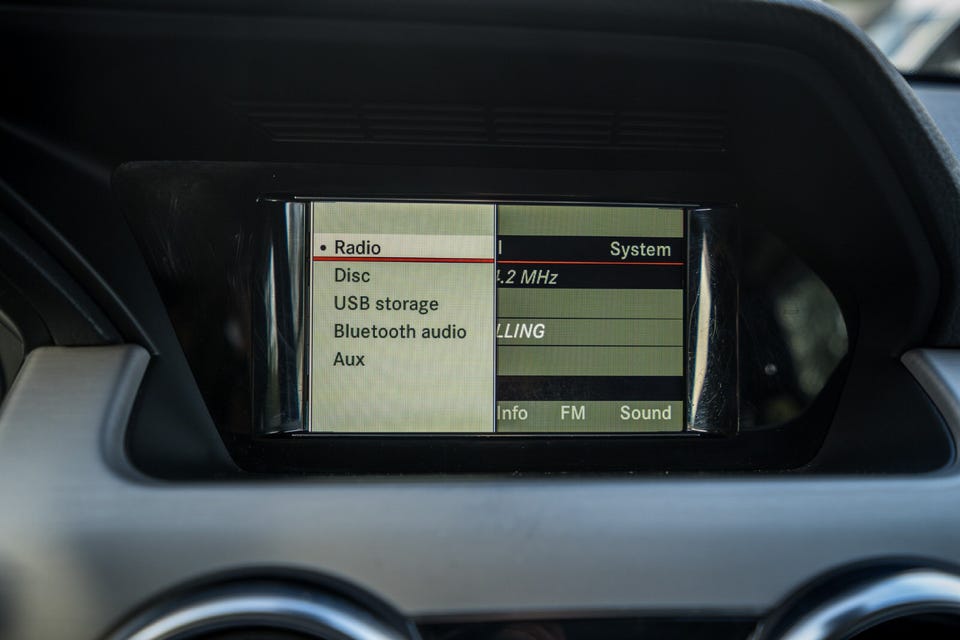 • Radio
Disc
USB storage
Bluetooth audio
Aux
System
.2 MHz
LLING
Info FM Sound